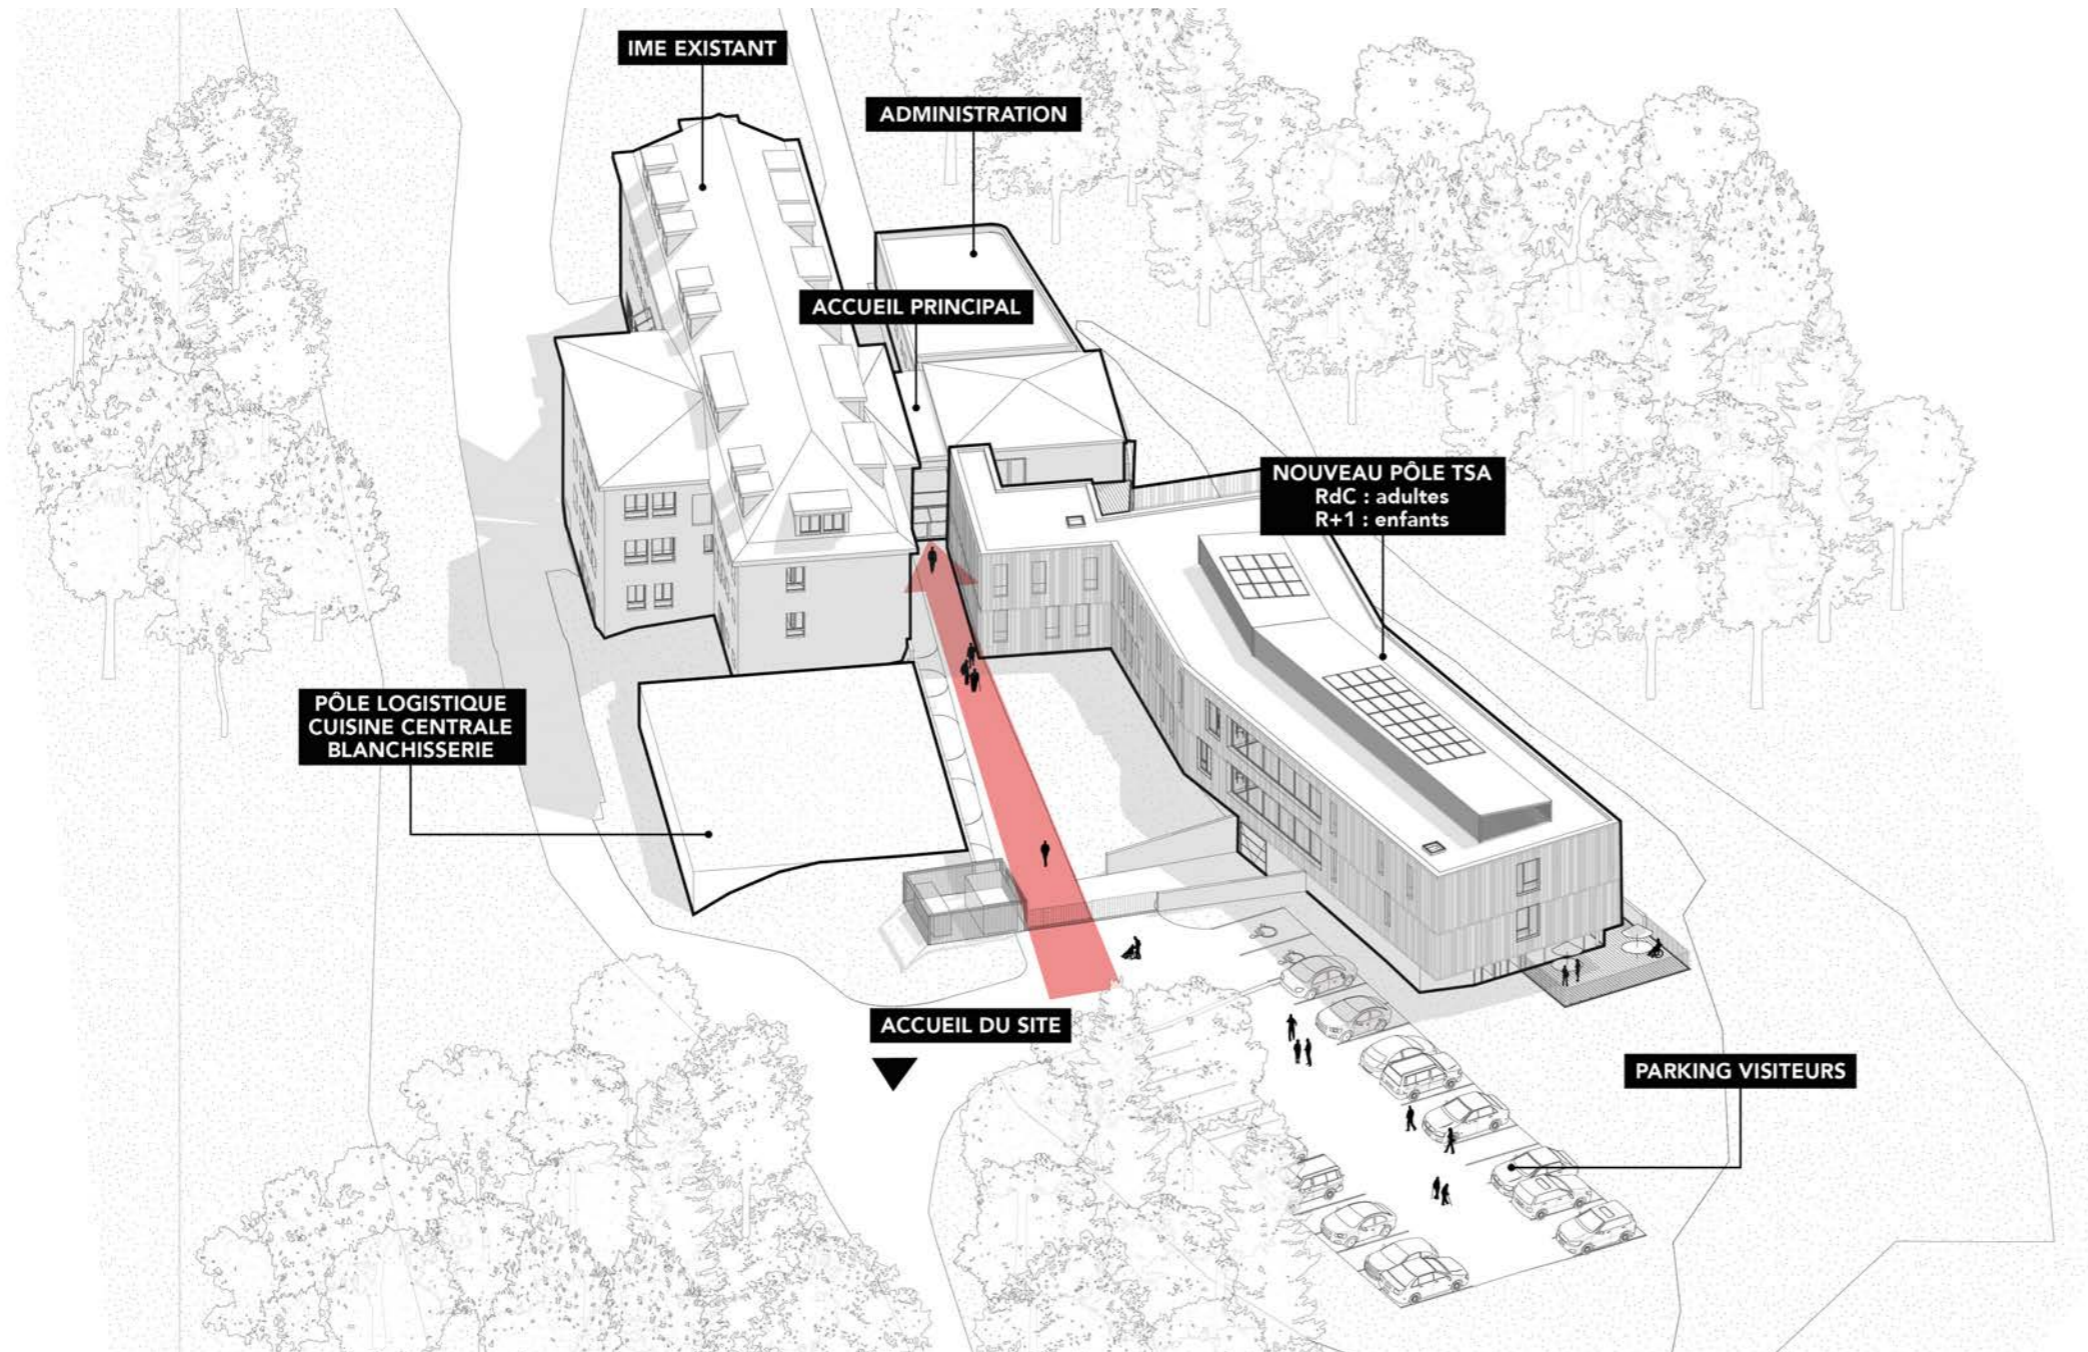 IME EXISTANT
ADMINISTRATION
ACCUEIL PRINCIPAL
NOUVEAU PÔLE TSA
RdC : adultes
R+1 : enfants
PÔLE LOGISTIQUE
CUISINE CENTRALE
BLANCHISSERIE
ACCUEIL DU SITE
PARKING VISITEURS